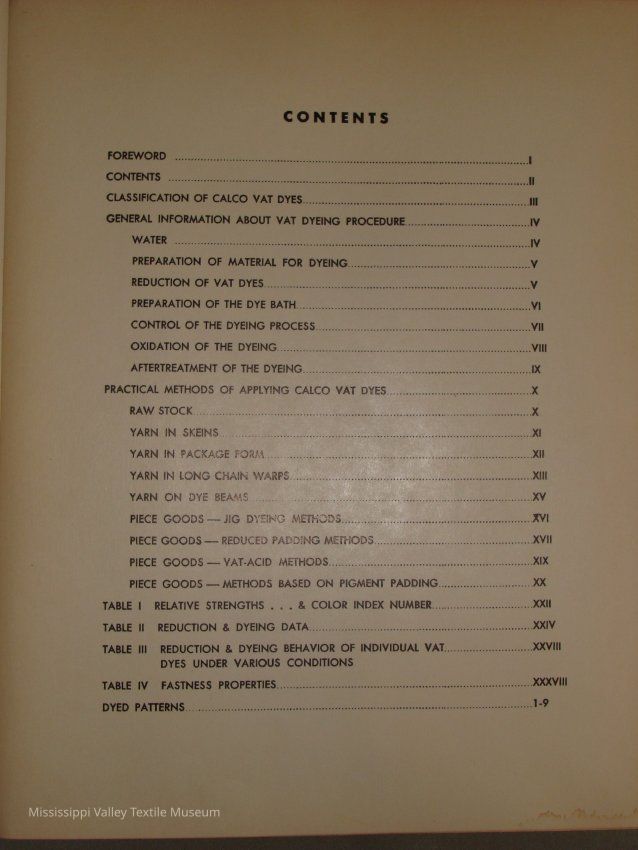 CONTENTS
FOREWORD ........ I
CONTENTS ........ II
CLASSIFICATION OF CALCO VAT DYES ........ III
GENERAL INFORMATION ABOUT VAT DYEING PROCEDURE ........ IV
WATER ........ IV
PREPARATION OF MATERIAL FOR DYEING ........ V
REDUCTION OF VAT DYES ........ V
PREPARATION OF THE DYE BATH ........ VI
CONTROL OF THE DYEING PROCESS ........ VII
OXIDATION OF THE DYEING ........ VIII
AFTERTREATMENT OF THE DYEING ........ IX
PRACTICAL METHODS OF APPLYING CALCO VAT DYES ........ X
RAW STOCK ........ X
YARN IN SKEINS ........ XI
YARN IN PACKAGE FORM ........ XII
YARN IN LONG CHAIN WARPS ........ XIII
YARN ON DYE BEAMS ........ XV
PIECE GOODS — JIG DYEING METHODS ........ XVI
PIECE GOODS — REDUCED PADDING METHODS ........ XVII
PIECE GOODS — VAT-ACID METHODS ........ XIX
PIECE GOODS — METHODS BASED ON PIGMENT PADDING ........ XX
TABLE I RELATIVE STRENGTHS . . . & COLOR INDEX NUMBER ........ XXII
TABLE II REDUCTION & DYEING DATA ........ XXIV
TABLE III REDUCTION & DYEING BEHAVIOR OF INDIVIDUAL VAT ........ XXVIII
DYES UNDER VARIOUS CONDITIONS
TABLE IV FASTNESS PROPERTIES ........ XXXVIII
DYED PATTERNS ........ 1-9
Mississippi Valley Textile Museum